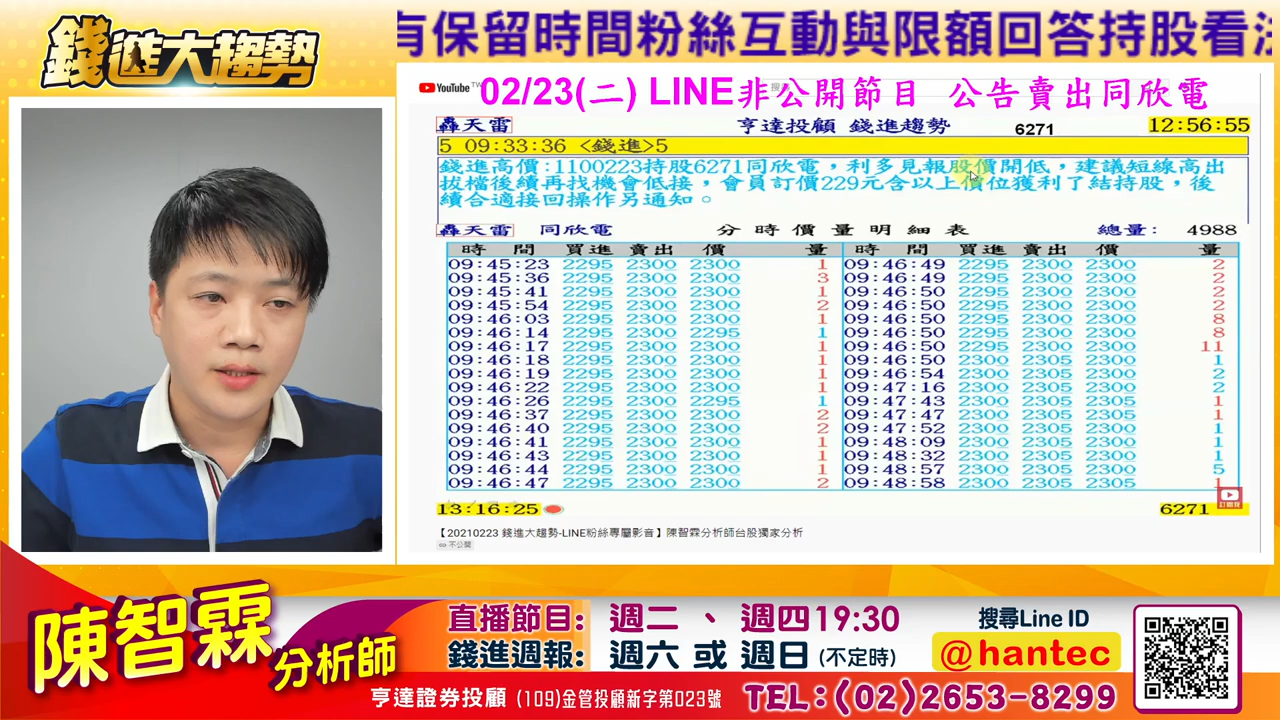 錢進大趨勢
有保留時間粉絲互動與限額回答持股看法
YouTube TW
02/23(二) LINE非公開節目 公告賣出同欣電
轟天雷 亨達投顧 錢進趨勢 6271 12:56:55
5 09:33:36 <錢進>5
錢進高價:1100223持股6271同欣電,利多見報股價開低,建議短線高出
拔檔後續再找機會低接,會員訂價229元含以上價位獲利了結持股,後
續合適接回操作另通知。
轟天雷 同欣電 分時價量明細表 總量: 4988
時間 買進 賣出 價 量 時間 買進 賣出 價 量
09:45:23 2295 2300 2300 1 09:46:49 2295 2300 2300 2
09:45:36 2295 2300 2300 3 09:46:49 2295 2300 2300 2
09:45:41 2295 2300 2300 1 09:46:50 2295 2300 2300 2
09:45:54 2295 2300 2300 2 09:46:50 2295 2300 2300 2
09:46:03 2295 2300 2300 1 09:46:50 2295 2300 2300 8
09:46:14 2295 2300 2295 1 09:46:50 2295 2300 2300 8
09:46:17 2295 2300 2300 1 09:46:50 2295 2300 2300 11
09:46:18 2295 2300 2300 1 09:46:50 2295 2305 2300 1
09:46:19 2295 2300 2300 1 09:46:54 2300 2305 2300 2
09:46:22 2295 2300 2300 1 09:47:16 2300 2305 2300 2
09:46:26 2295 2300 2295 1 09:47:43 2300 2305 2305 1
09:46:37 2295 2300 2300 2 09:47:47 2300 2305 2305 1
09:46:40 2295 2300 2300 2 09:47:52 2300 2305 2300 1
09:46:41 2295 2300 2300 1 09:48:09 2300 2305 2300 1
09:46:43 2295 2300 2300 1 09:48:32 2300 2305 2300 1
09:46:44 2295 2300 2300 1 09:48:57 2300 2305 2300 5
09:46:47 2295 2300 2300 2 09:48:58 2300 2305 2305 1
13:16:25 6271
【20210223 錢進大趨勢-LINE粉絲專屬影音】陳智霖分析師台股獨家分析
不公開
陳智霖 分析師
直播節目: 週二、週四19:30
錢進週報: 週六 或 週日 (不定時)
搜尋Line ID
@hantec
亨達證券投顧 (109)金管投顧新字第023號 TEL:(02)2653-8299